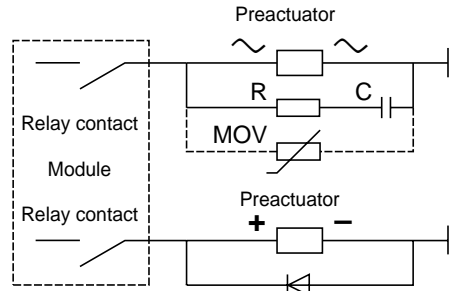 Preactuator
R C
MOV
Relay contact
Module
Relay contact
Preactuator
+ −